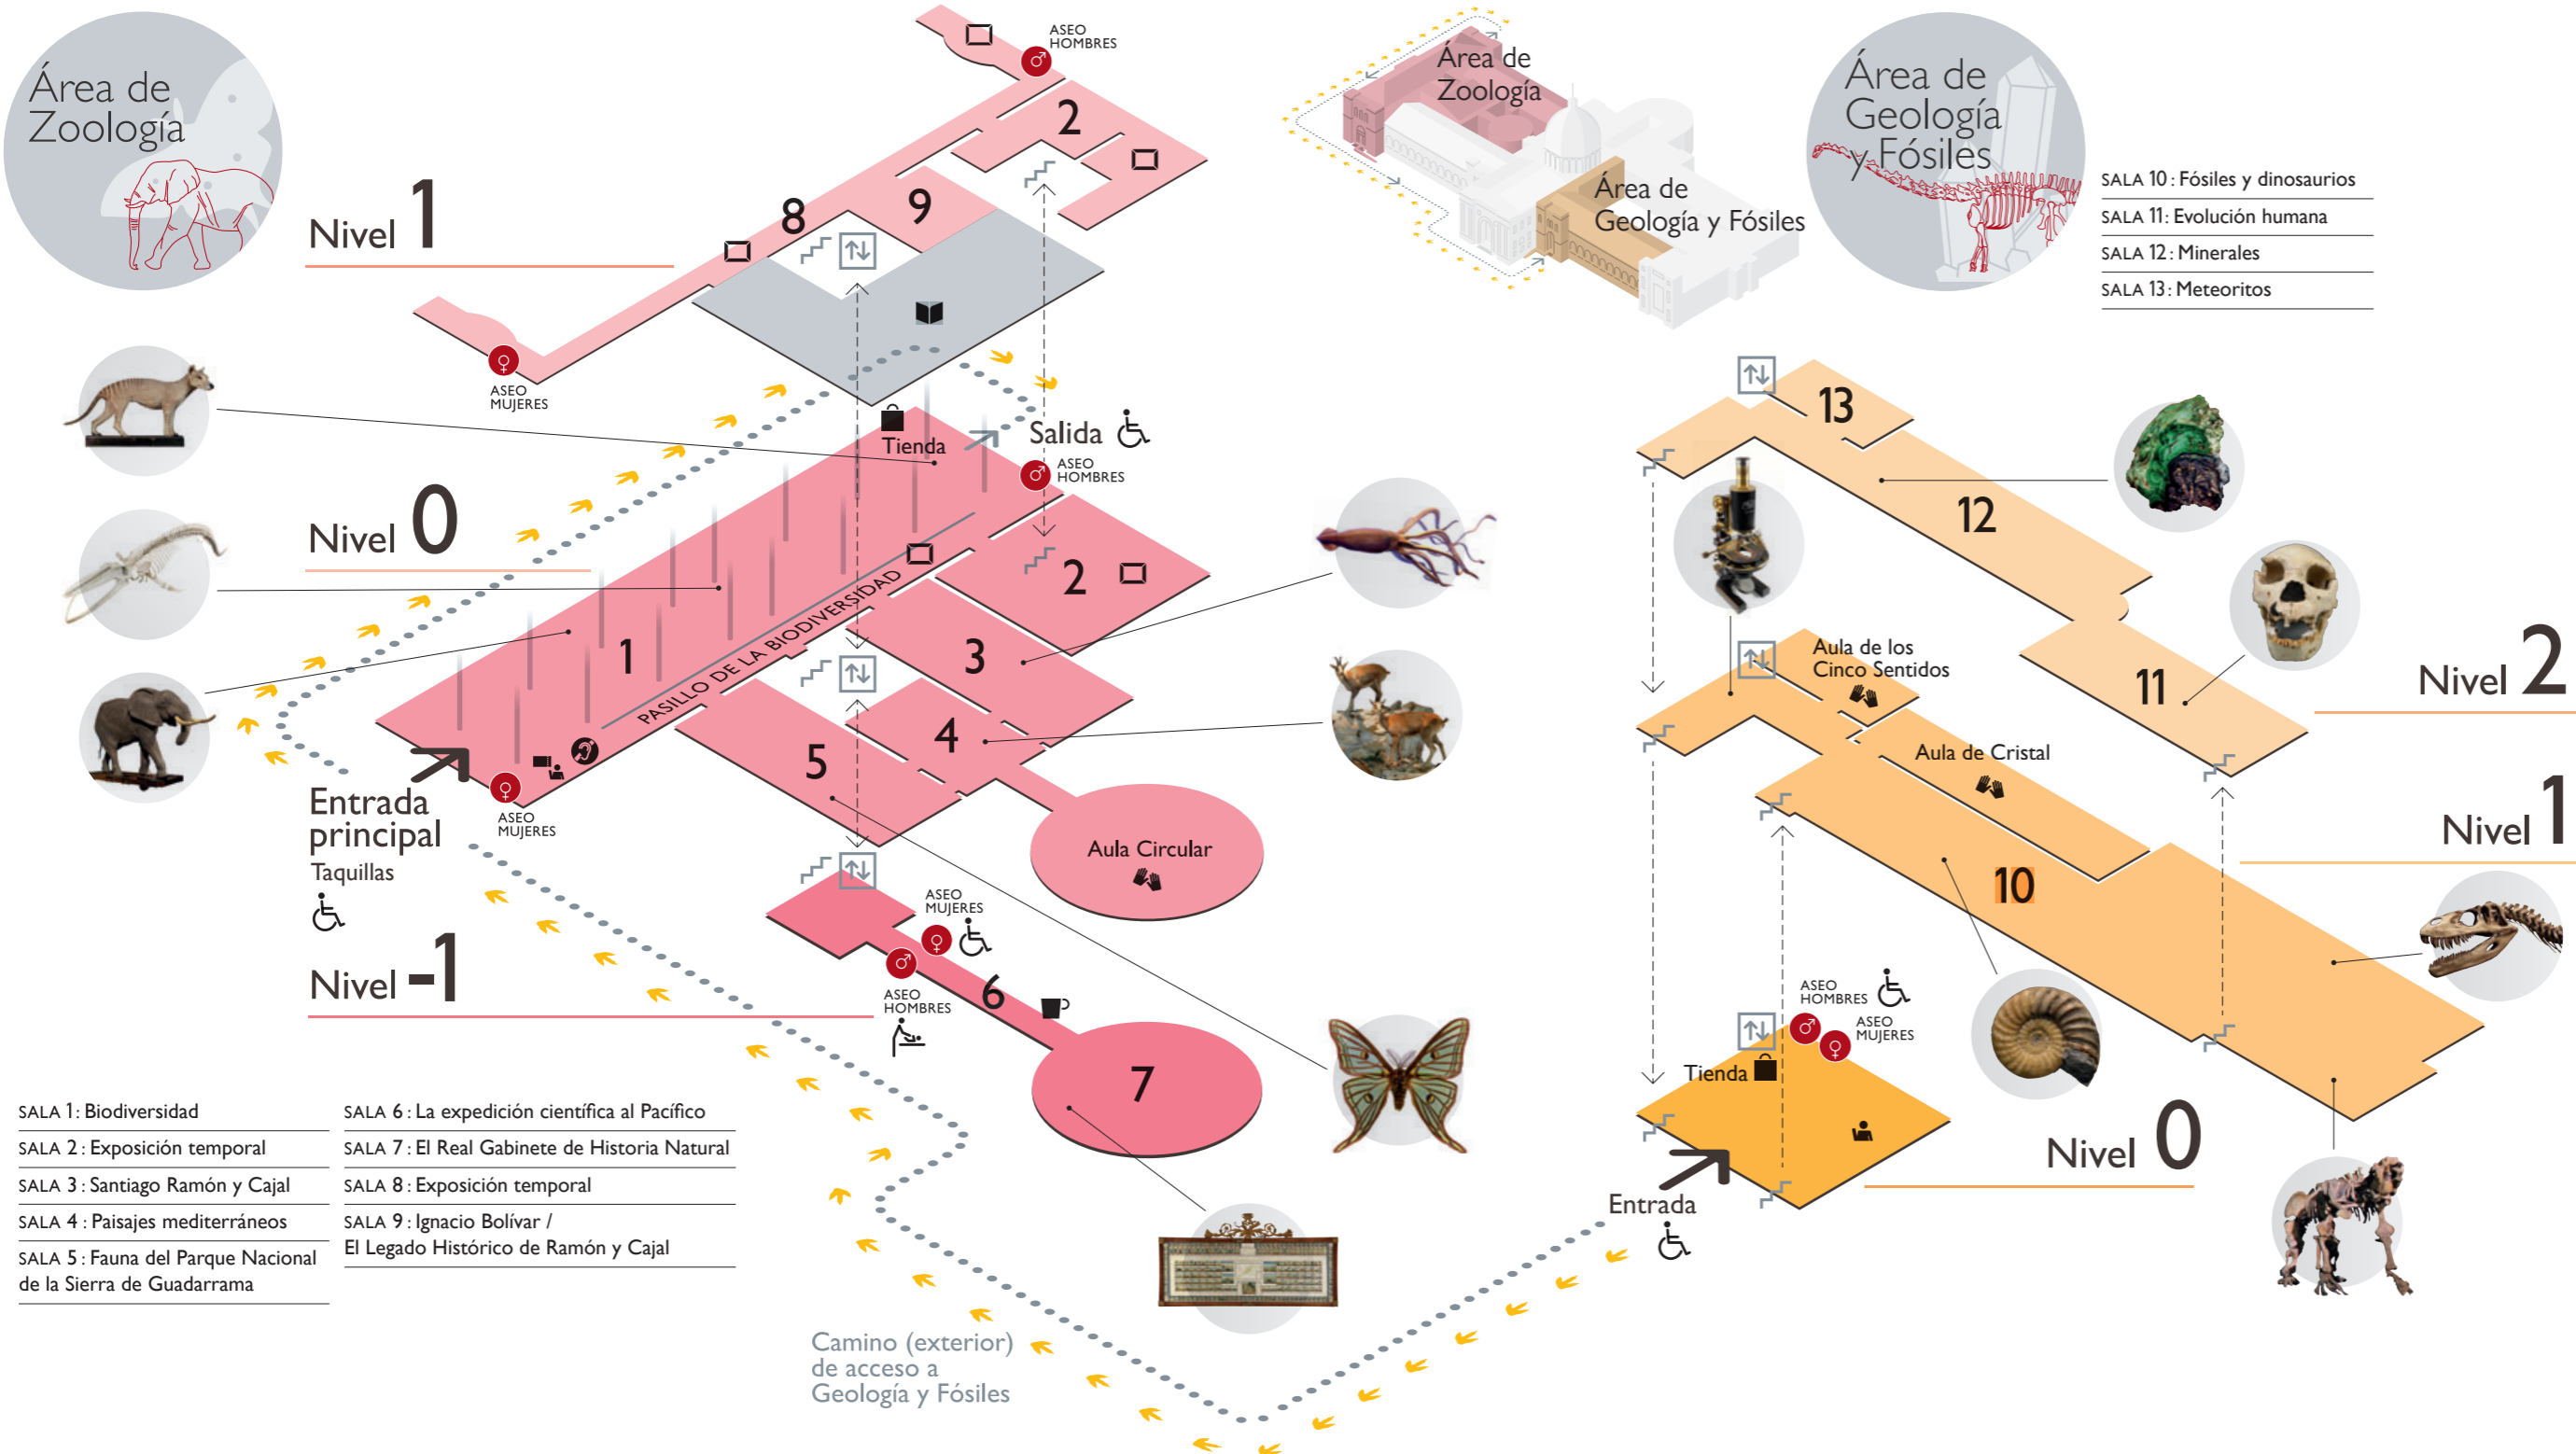 Área de
Zoología
Nivel 1
ASEO
HOMBRES
2
9
8
ASEO
MUJERES
Área de
Zoología
Área de
Geología y Fósiles
Área de
Geología
y Fósiles
SALA 10: Fósiles y dinosaurios
SALA 11: Evolución humana
SALA 12: Minerales
SALA 13: Meteoritos
Nivel 0
Tienda
Salida
ASEO
HOMBRES
1
PASILLO DE LA BIODIVERSIDAD
2
3
4
5
Aula Circular
Entrada
principal
Taquillas
ASEO
MUJERES
Nivel -1
ASEO
MUJERES
ASEO
HOMBRES
6
7
13
12
11
Nivel 2
Aula de los
Cinco Sentidos
Aula de Cristal
10
Nivel 1
ASEO
HOMBRES
ASEO
MUJERES
Tienda
Nivel 0
Entrada
SALA 1: Biodiversidad
SALA 2: Exposición temporal
SALA 3: Santiago Ramón y Cajal
SALA 4: Paisajes mediterráneos
SALA 5: Fauna del Parque Nacional
de la Sierra de Guadarrama
SALA 6: La expedición científica al Pacífico
SALA 7: El Real Gabinete de Historia Natural
SALA 8: Exposición temporal
SALA 9: Ignacio Bolívar /
El Legado Histórico de Ramón y Cajal
Camino (exterior)
de acceso a
Geología y Fósiles